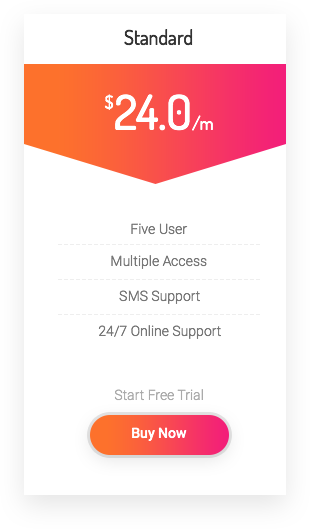 Standard
$24.0/m
Five User
Multiple Access
SMS Support
24/7 Online Support
Start Free Trial
Buy Now